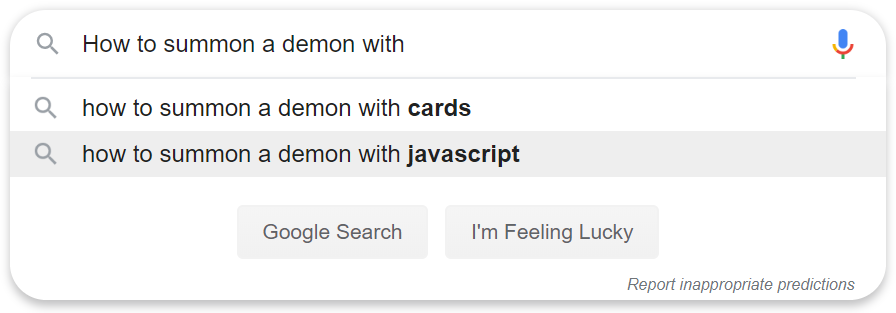 How to summon a demon with
how to summon a demon with cards
how to summon a demon with javascript
Google Search
I'm Feeling Lucky
Report inappropriate predictions